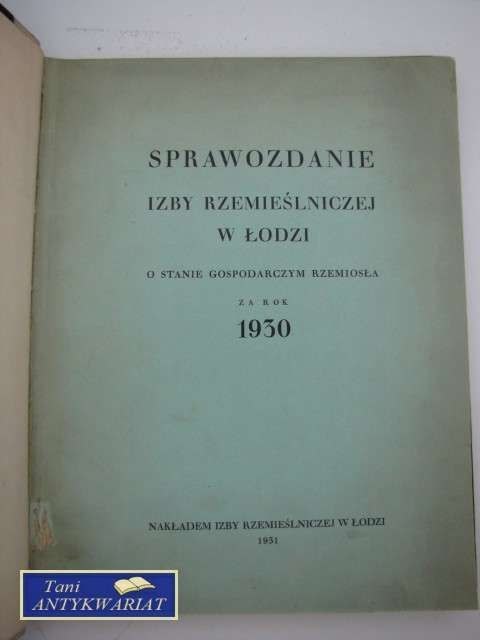 SPRAWOZDANIE
IZBY RZEMIEŚLNICZEJ
W ŁODZI
O STANIE GOSPODARCZYM RZEMIOSŁA
ZA ROK
1930
NAKŁADEM IZBY RZEMIEŚLNICZEJ W ŁODZI
1931
Tani
ANTYKWARIAT